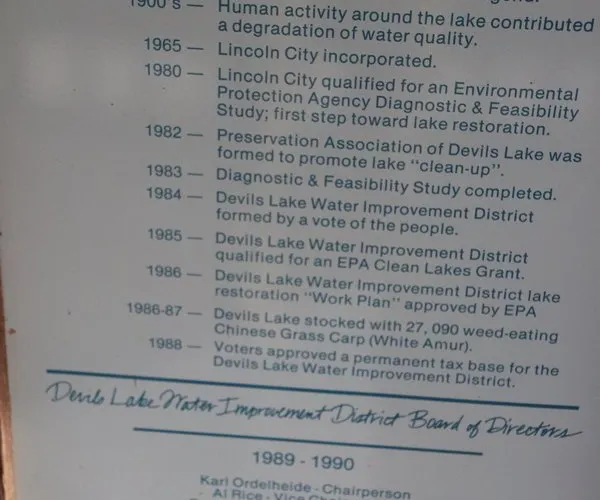 1900's — Human activity around the lake contributed
a degradation of water quality.
1965 — Lincoln City incorporated.
1980 — Lincoln City qualified for an Environmental
Protection Agency Diagnostic & Feasibility
Study; first step toward lake restoration.
1982 — Preservation Association of Devils Lake was
formed to promote lake "clean-up".
1983 — Diagnostic & Feasibility Study completed.
1984 — Devils Lake Water Improvement District
formed by a vote of the people.
1985 — Devils Lake Water Improvement District
qualified for an EPA Clean Lakes Grant.
1986 — Devils Lake Water Improvement District lake
restoration "Work Plan" approved by EPA
1986-87 — Devils Lake stocked with 27, 090 weed-eating
Chinese Grass Carp (White Amur).
1988 — Voters approved a permanent tax base for the
Devils Lake Water Improvement District.
Devils Lake Water Improvement District Board of Directors
1989 - 1990
Karl Ordelheide - Chairperson
Al Rice - Vice